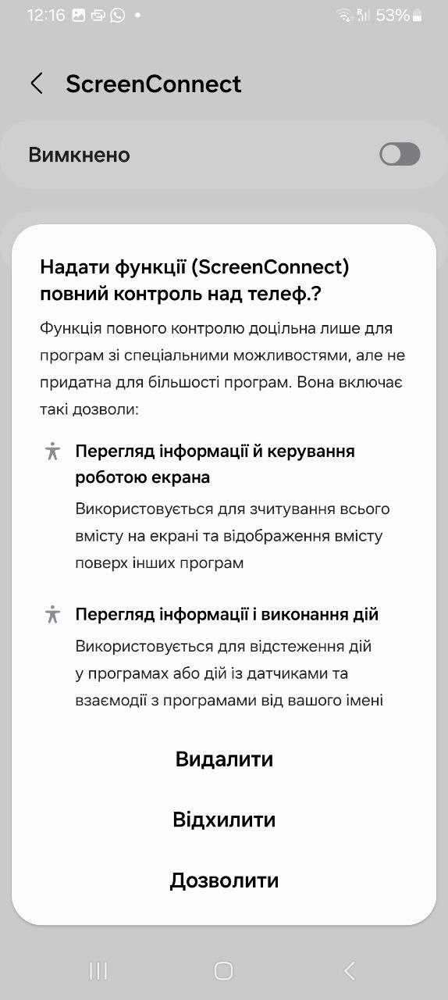 12:16
53%
ScreenConnect
Вимкнено
Надати функції (ScreenConnect)
повний контроль над телеф.?
Функція повного контролю доцільна лише для
програм зі спеціальними можливостями, але не
придатна для більшості програм. Вона включає
такі дозволи:
Перегляд інформації й керування
роботою екрана
Використовується для зчитування всього
вмісту на екрані та відображення вмісту
поверх інших програм
Перегляд інформації і виконання дій
Використовується для відстеження дій
у програмах або дій із датчиками та
взаємодії з програмами від вашого імені
Видалити
Відхилити
Дозволити